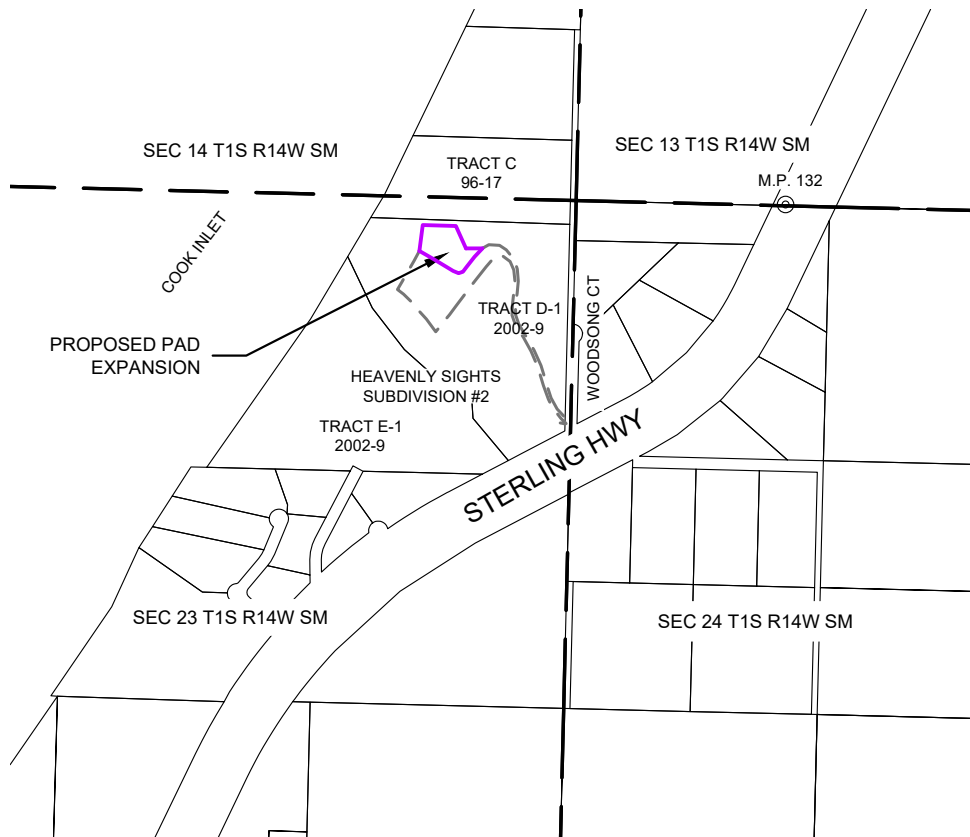 SEC 14 T1S R14W SM
SEC 13 T1S R14W SM
TRACT C
96-17
M.P. 132
COOK INLET
WOODSONG CT
TRACT D-1
2002-9
PROPOSED PAD
EXPANSION
HEAVENLY SIGHTS
SUBDIVISION #2
TRACT E-1
2002-9
STERLING HWY
SEC 23 T1S R14W SM
SEC 24 T1S R14W SM